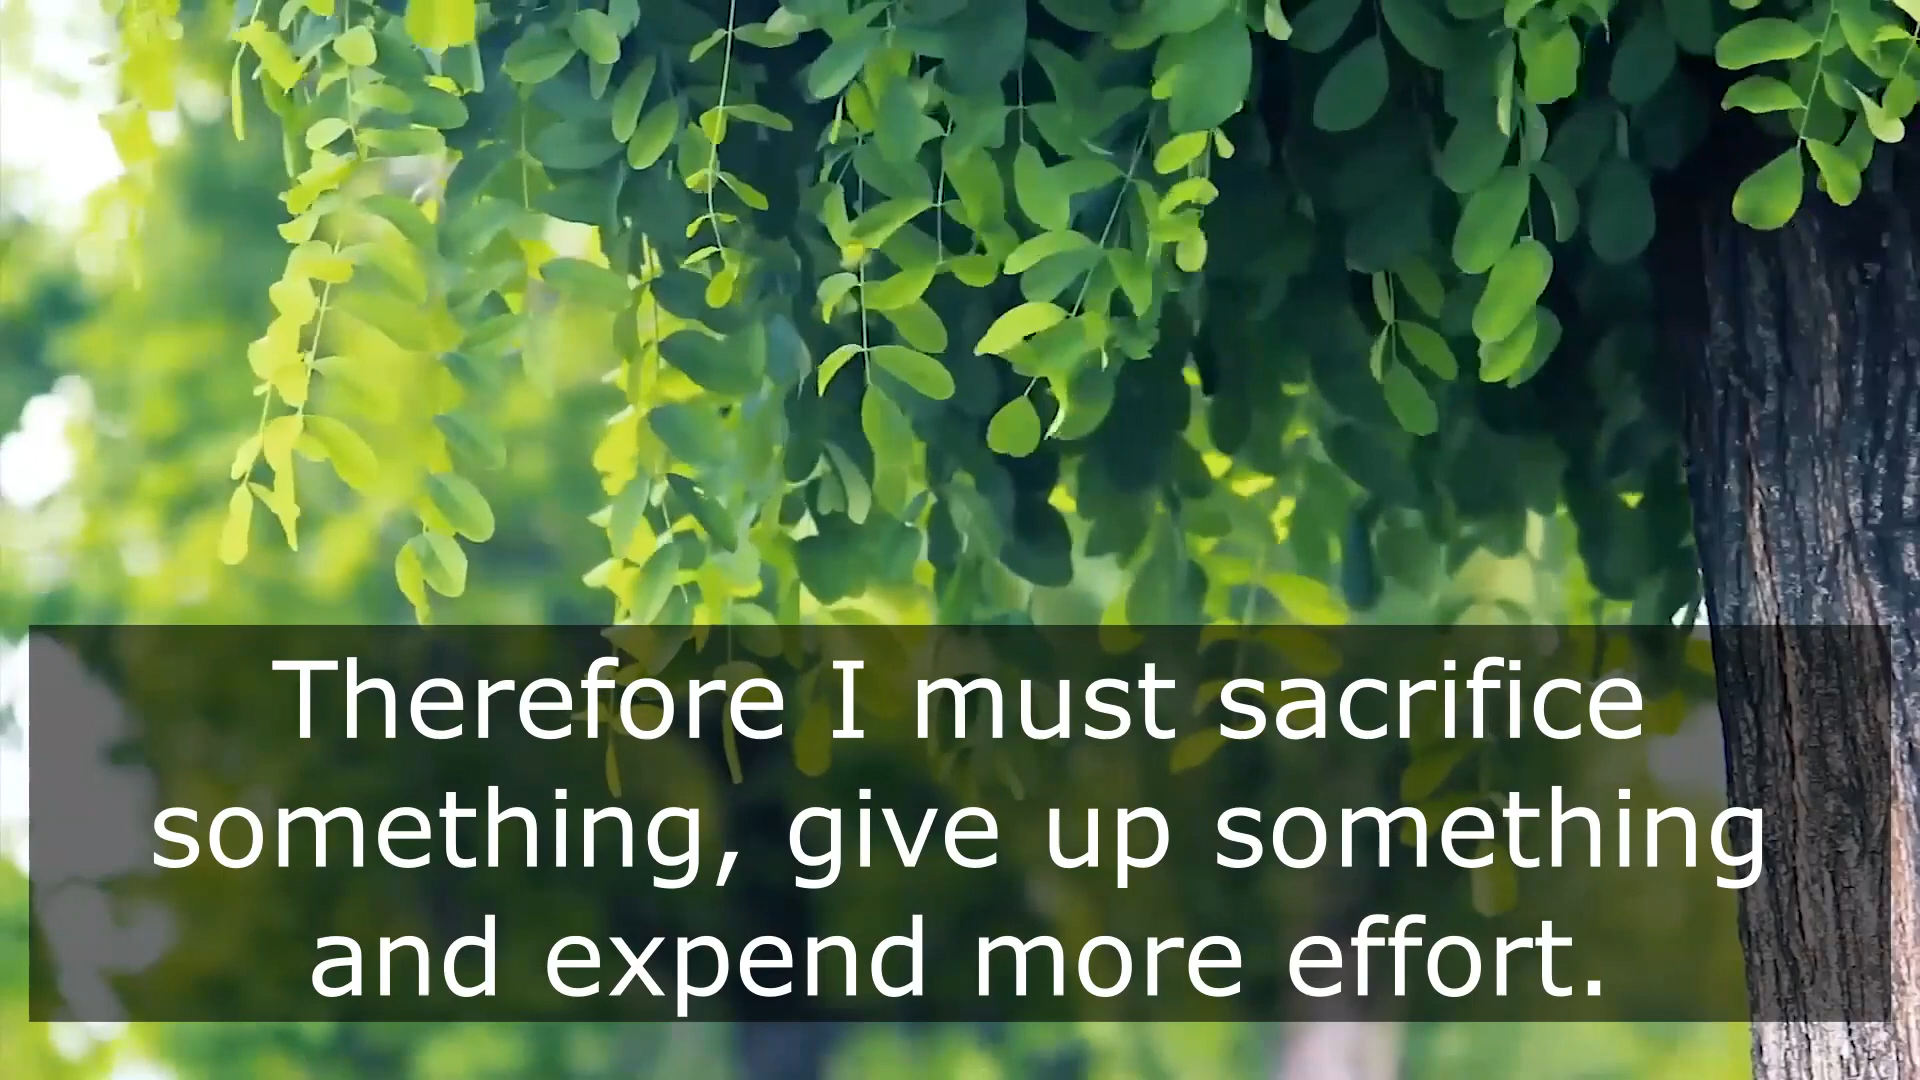 Therefore I must sacrifice
something, give up something
and expend more effort.